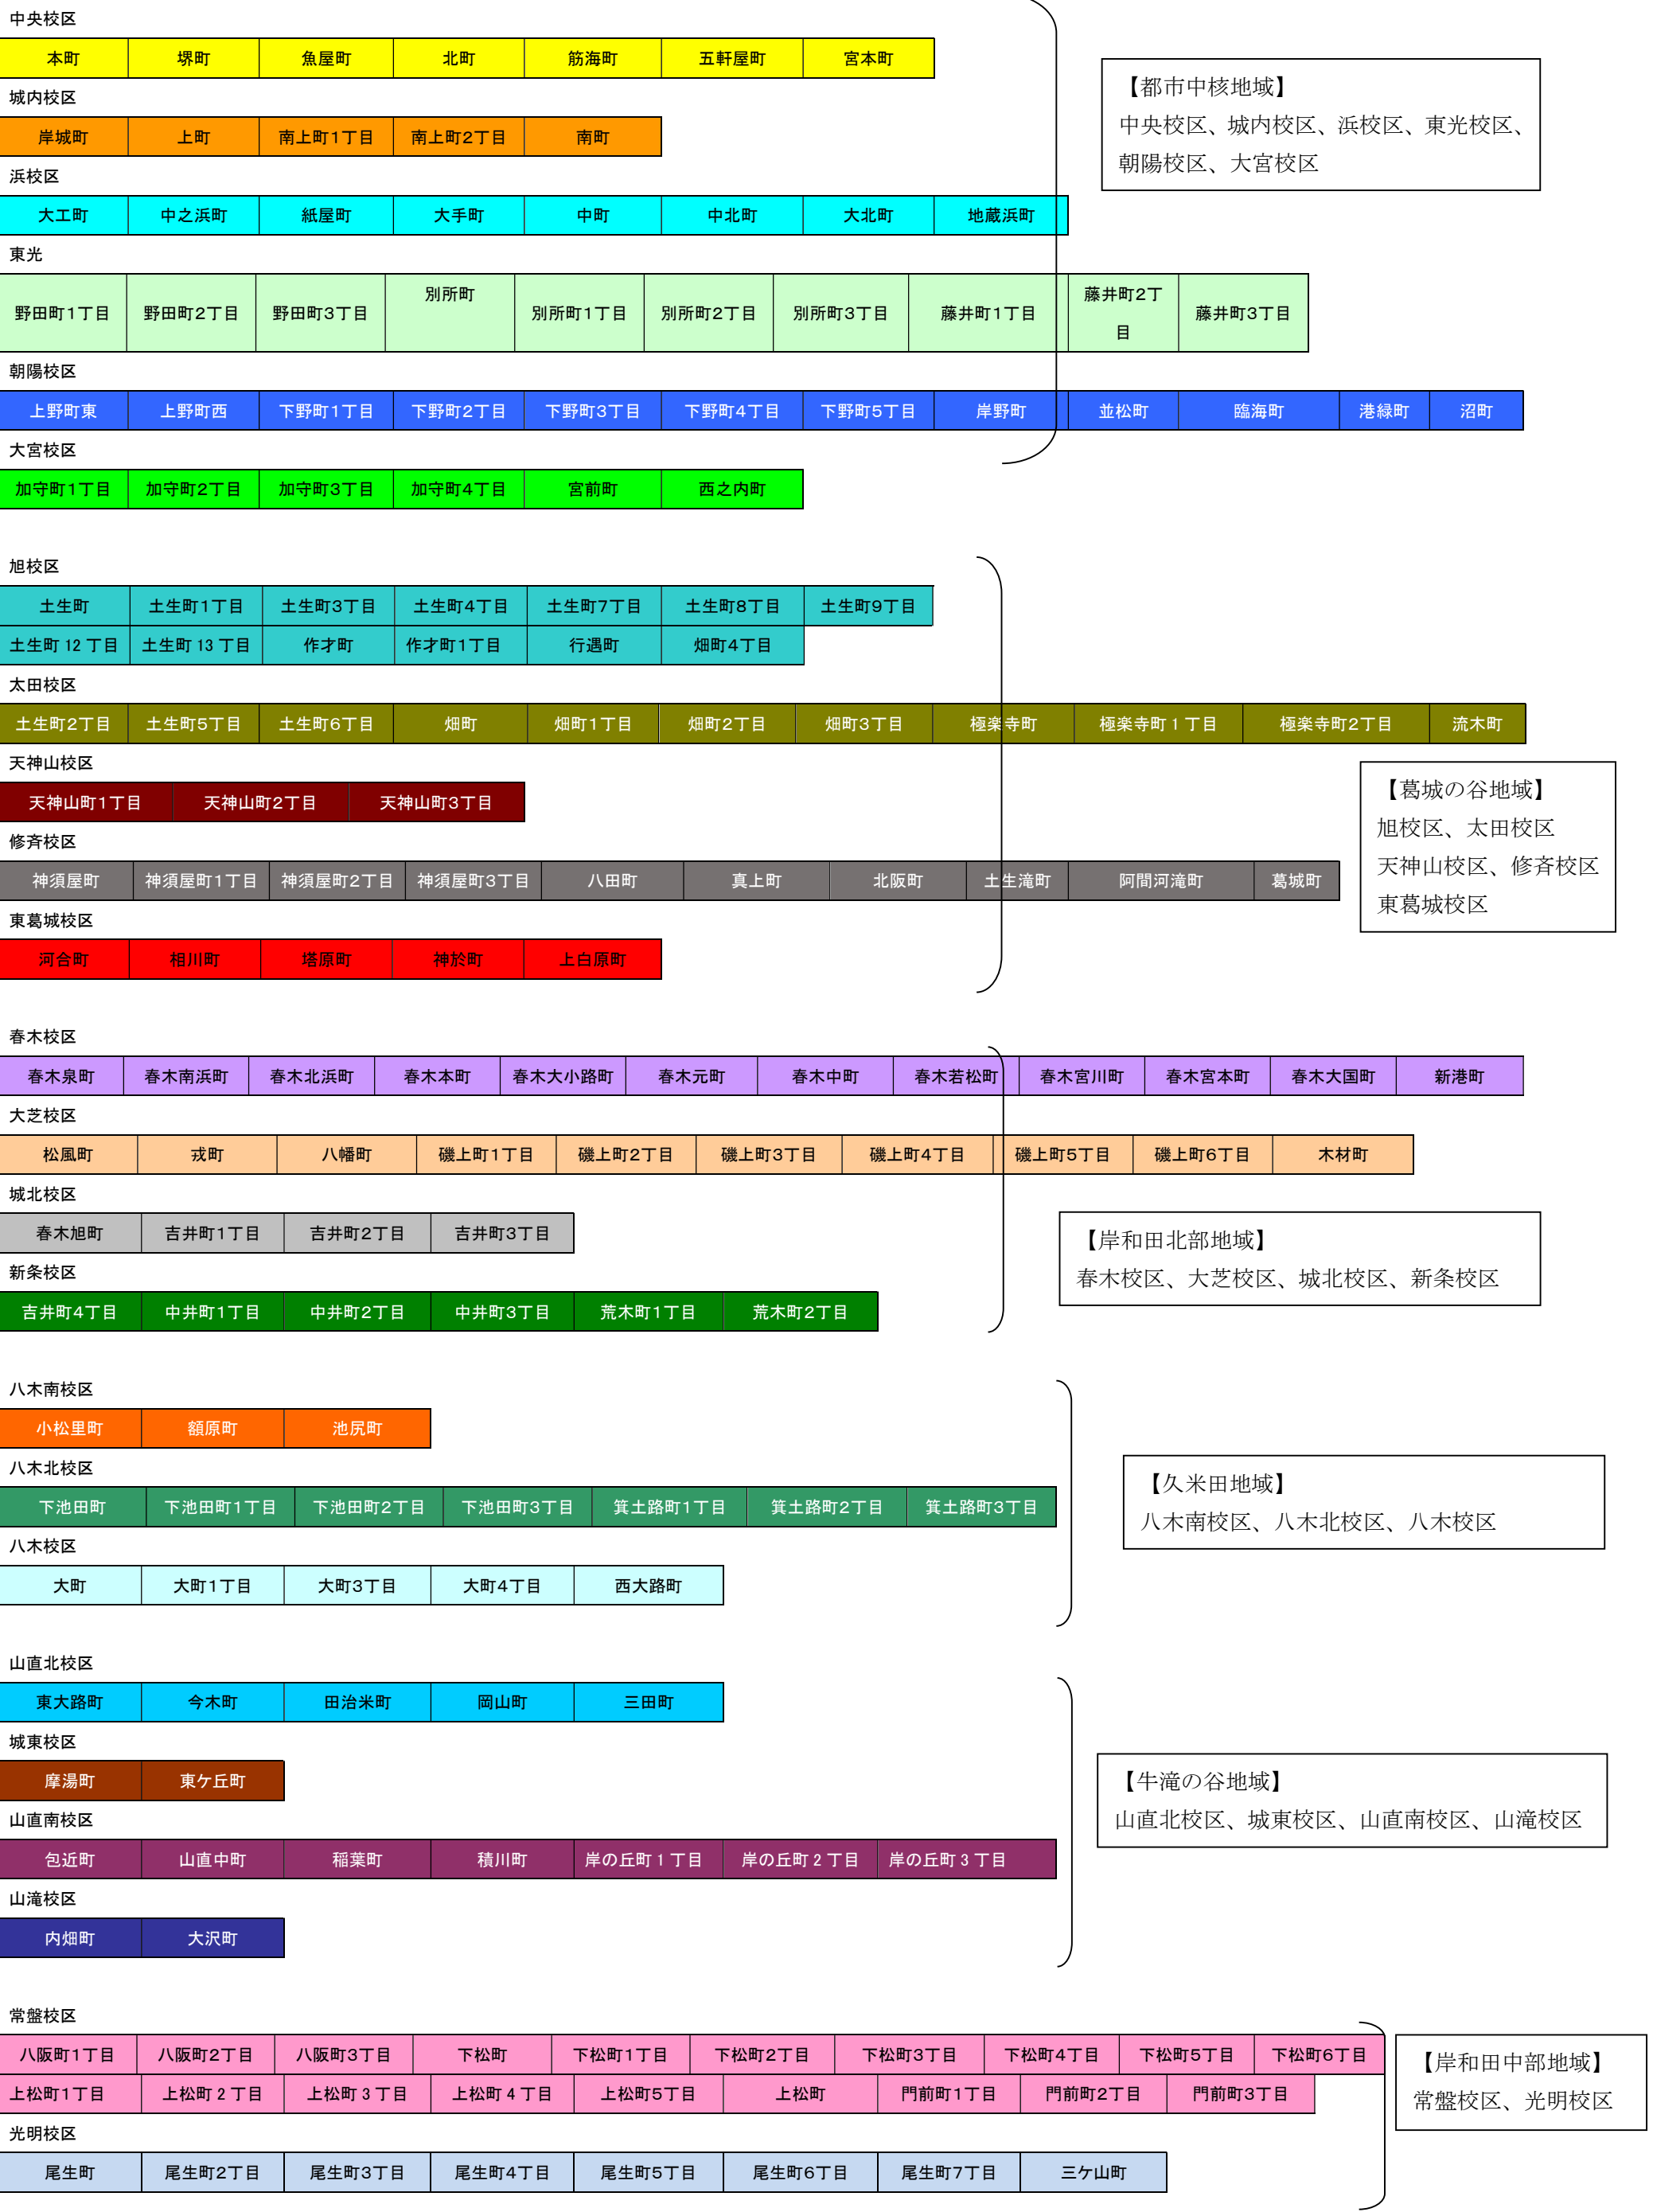 中央校区
本町 堺町 魚屋町 北町 筋海町 五軒屋町 宮本町
城内校区
岸城町 上町 南上町1丁目 南上町2丁目 南町
浜校区
大工町 中之浜町 紙屋町 大手町 中町 中北町 大北町 地蔵浜町
東光
野田町1丁目 野田町2丁目 野田町3丁目 別所町 別所町1丁目 別所町2丁目 別所町3丁目 藤井町1丁目 藤井町2丁目 藤井町3丁目
朝陽校区
上野町東 上野町西 下野町1丁目 下野町2丁目 下野町3丁目 下野町4丁目 下野町5丁目 岸野町 並松町 臨海町 港緑町 沼町
大宮校区
加守町1丁目 加守町2丁目 加守町3丁目 加守町4丁目 宮前町 西之内町
【都市中核地域】
中央校区、城内校区、浜校区、東光校区、
朝陽校区、大宮校区
旭校区
土生町 土生町1丁目 土生町3丁目 土生町4丁目 土生町7丁目 土生町8丁目 土生町9丁目
土生町 12 丁目 土生町 13 丁目 作才町 作才町1丁目 行遇町 畑町4丁目
太田校区
土生町2丁目 土生町5丁目 土生町6丁目 畑町 畑町1丁目 畑町2丁目 畑町3丁目 極楽寺町 極楽寺町 1 丁目 極楽寺町2丁目 流木町
天神山校区
天神山町1丁目 天神山町2丁目 天神山町3丁目
修斉校区
神須屋町 神須屋町1丁目 神須屋町2丁目 神須屋町3丁目 八田町 真上町 北阪町 土生滝町 阿間河滝町 葛城町
東葛城校区
河合町 相川町 塔原町 神於町 上白原町
【葛城の谷地域】
旭校区、太田校区
天神山校区、修斉校区
東葛城校区
春木校区
春木泉町 春木南浜町 春木北浜町 春木本町 春木大小路町 春木元町 春木中町 春木若松町 春木宮川町 春木宮本町 春木大国町 新港町
大芝校区
松風町 戎町 八幡町 磯上町1丁目 磯上町2丁目 磯上町3丁目 磯上町4丁目 磯上町5丁目 磯上町6丁目 木材町
城北校区
春木旭町 吉井町1丁目 吉井町2丁目 吉井町3丁目
新条校区
吉井町4丁目 中井町1丁目 中井町2丁目 中井町3丁目 荒木町1丁目 荒木町2丁目
【岸和田北部地域】
春木校区、大芝校区、城北校区、新条校区
八木南校区
小松里町 額原町 池尻町
八木北校区
下池田町 下池田町1丁目 下池田町2丁目 下池田町3丁目 箕土路町1丁目 箕土路町2丁目 箕土路町3丁目
八木校区
大町 大町1丁目 大町3丁目 大町4丁目 西大路町
【久米田地域】
八木南校区、八木北校区、八木校区
山直北校区
東大路町 今木町 田治米町 岡山町 三田町
城東校区
摩湯町 東ケ丘町
山直南校区
包近町 山直中町 稲葉町 積川町 岸の丘町 1 丁目 岸の丘町 2 丁目 岸の丘町 3 丁目
山滝校区
内畑町 大沢町
【牛滝の谷地域】
山直北校区、城東校区、山直南校区、山滝校区
常盤校区
八阪町1丁目 八阪町2丁目 八阪町3丁目 下松町 下松町1丁目 下松町2丁目 下松町3丁目 下松町4丁目 下松町5丁目 下松町6丁目
上松町1丁目 上松町 2 丁目 上松町 3 丁目 上松町 4 丁目 上松町5丁目 上松町 門前町1丁目 門前町2丁目 門前町3丁目
光明校区
尾生町 尾生町2丁目 尾生町3丁目 尾生町4丁目 尾生町5丁目 尾生町6丁目 尾生町7丁目 三ケ山町
【岸和田中部地域】
常盤校区、光明校区